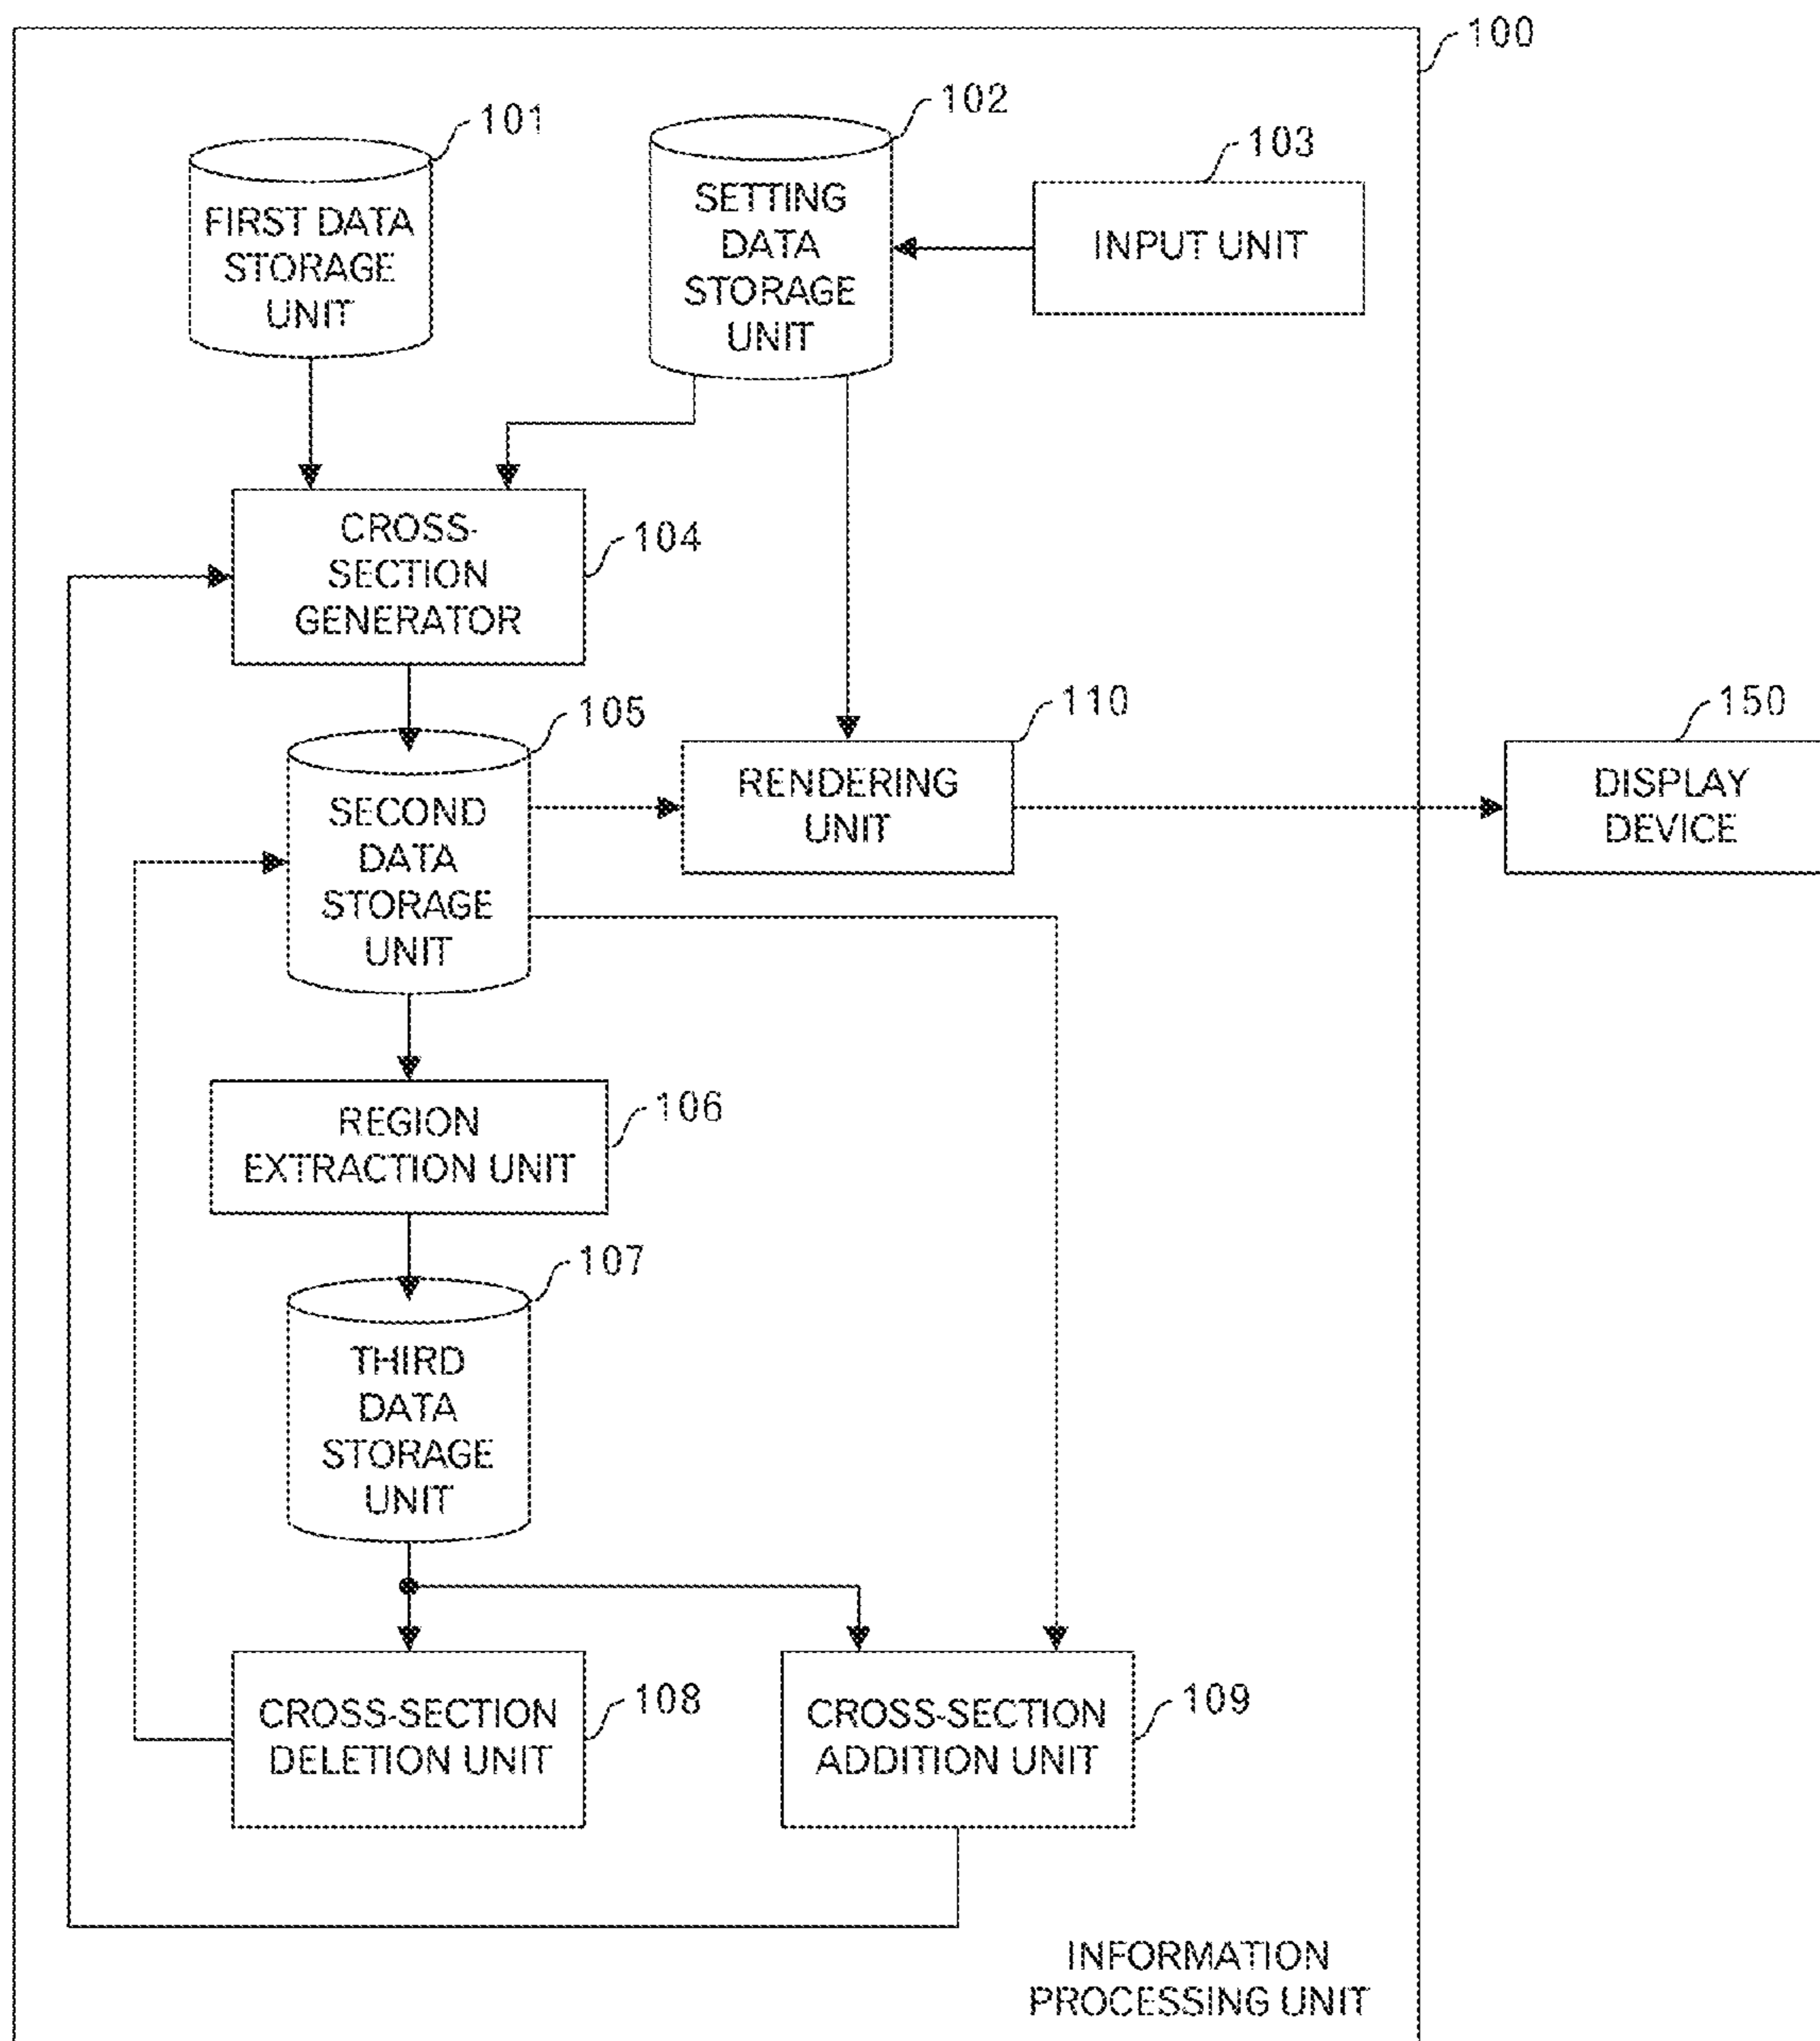 100
101
FIRST DATA
STORAGE
UNIT
102
SETTING
DATA
STORAGE
UNIT
103
INPUT UNIT
CROSS-
SECTION
GENERATOR
104
105
SECOND
DATA
STORAGE
UNIT
110
RENDERING
UNIT
150
DISPLAY
DEVICE
REGION
EXTRACTION UNIT
106
107
THIRD
DATA
STORAGE
UNIT
CROSS-SECTION
DELETION UNIT
108
CROSS-SECTION
ADDITION UNIT
109
INFORMATION
PROCESSING UNIT